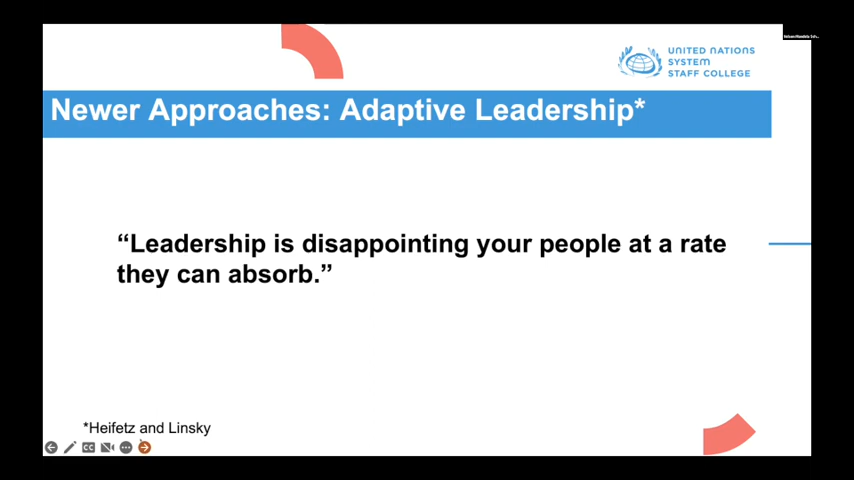 UNITED NATIONS
SYSTEM
STAFF COLLEGE
Newer Approaches: Adaptive Leadership*
“Leadership is disappointing your people at a rate
they can absorb.”
*Heifetz and Linsky
CC